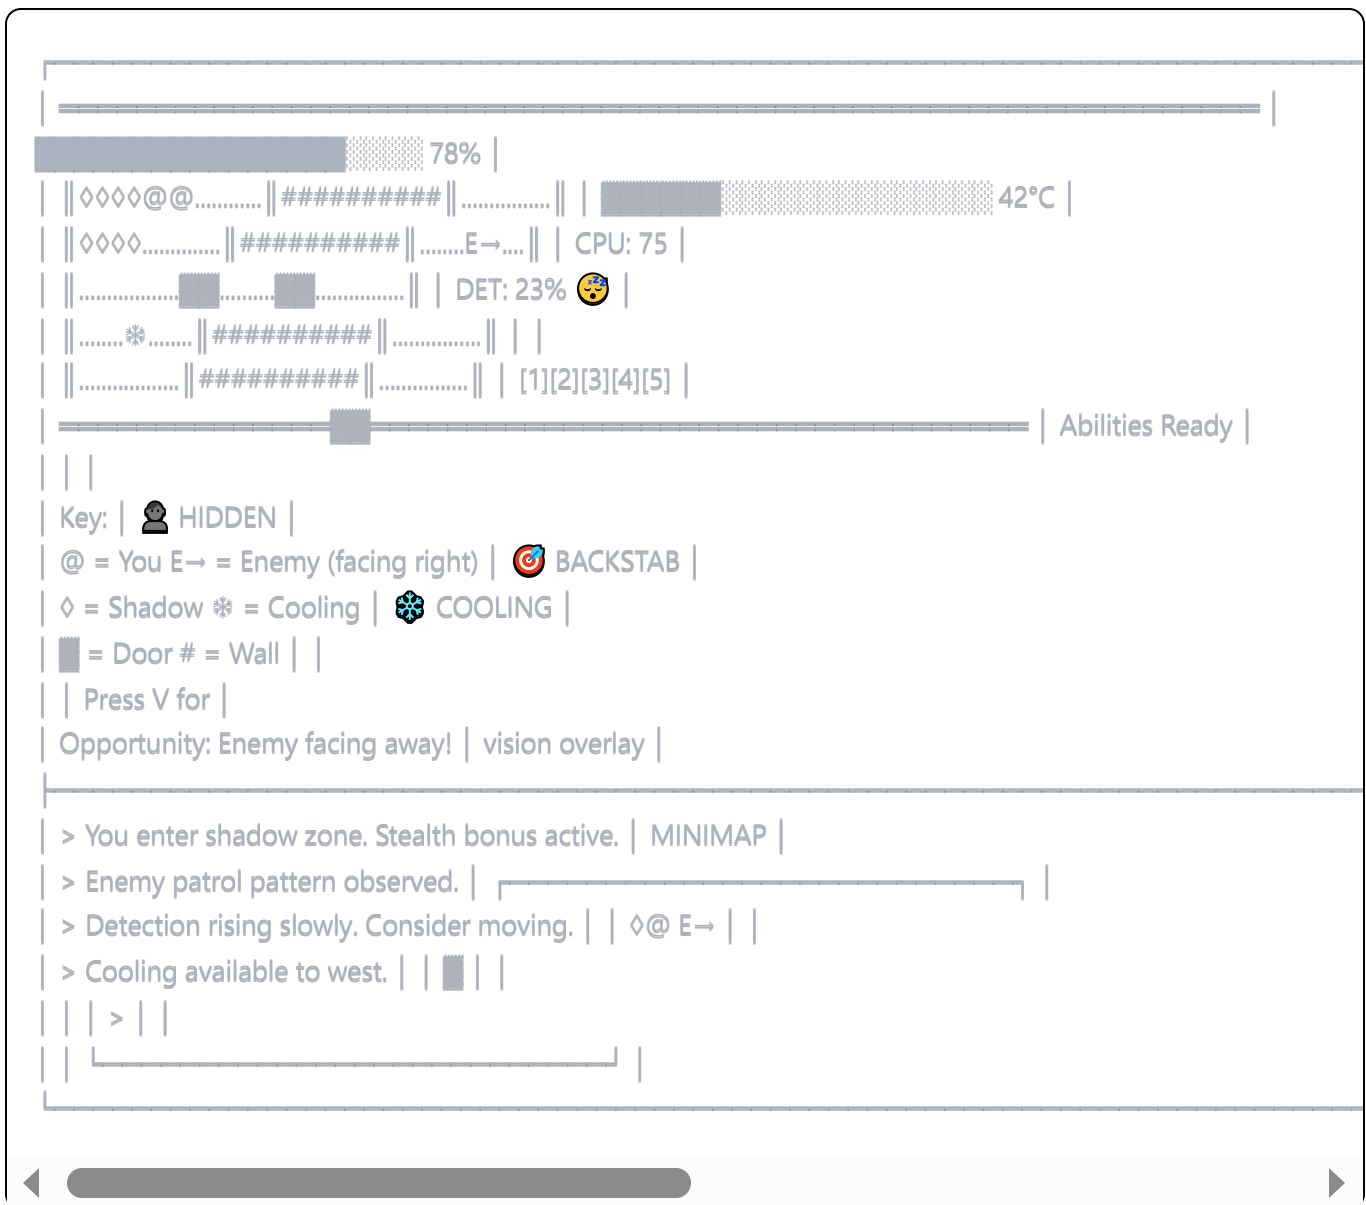 78% │
│ ║◊◊◊◊@@............║##########║................║ │ ▓▓▓▓▓▓░░░░░░░░░░░░░░ 42°C │
│ ║◊◊◊◊..............║##########║........E→....║ │ CPU: 75 │
│ ║..................▓▓..........▓▓................║ │ DET: 23% 😴 │
│ ║........❄........║##########║................║ │ │
│ ║..................║##########║................║ │ [1][2][3][4][5] │
│ Abilities Ready │
│ Key: │ 👤 HIDDEN │
│ @ = You E→ = Enemy (facing right) │ 🎯 BACKSTAB │
│ ◊ = Shadow ❄ = Cooling │ ❄️ COOLING │
│ ▓ = Door # = Wall │ │
│ │ Press V for │
│ Opportunity: Enemy facing away! │ vision overlay │
│ > You enter shadow zone. Stealth bonus active. │ MINIMAP │
│ > Enemy patrol pattern observed. │
│ > Detection rising slowly. Consider moving. │ │ ◊@ E→ │ │
│ > Cooling available to west. │ │ ▓ │ │
│ │ │ > │ │